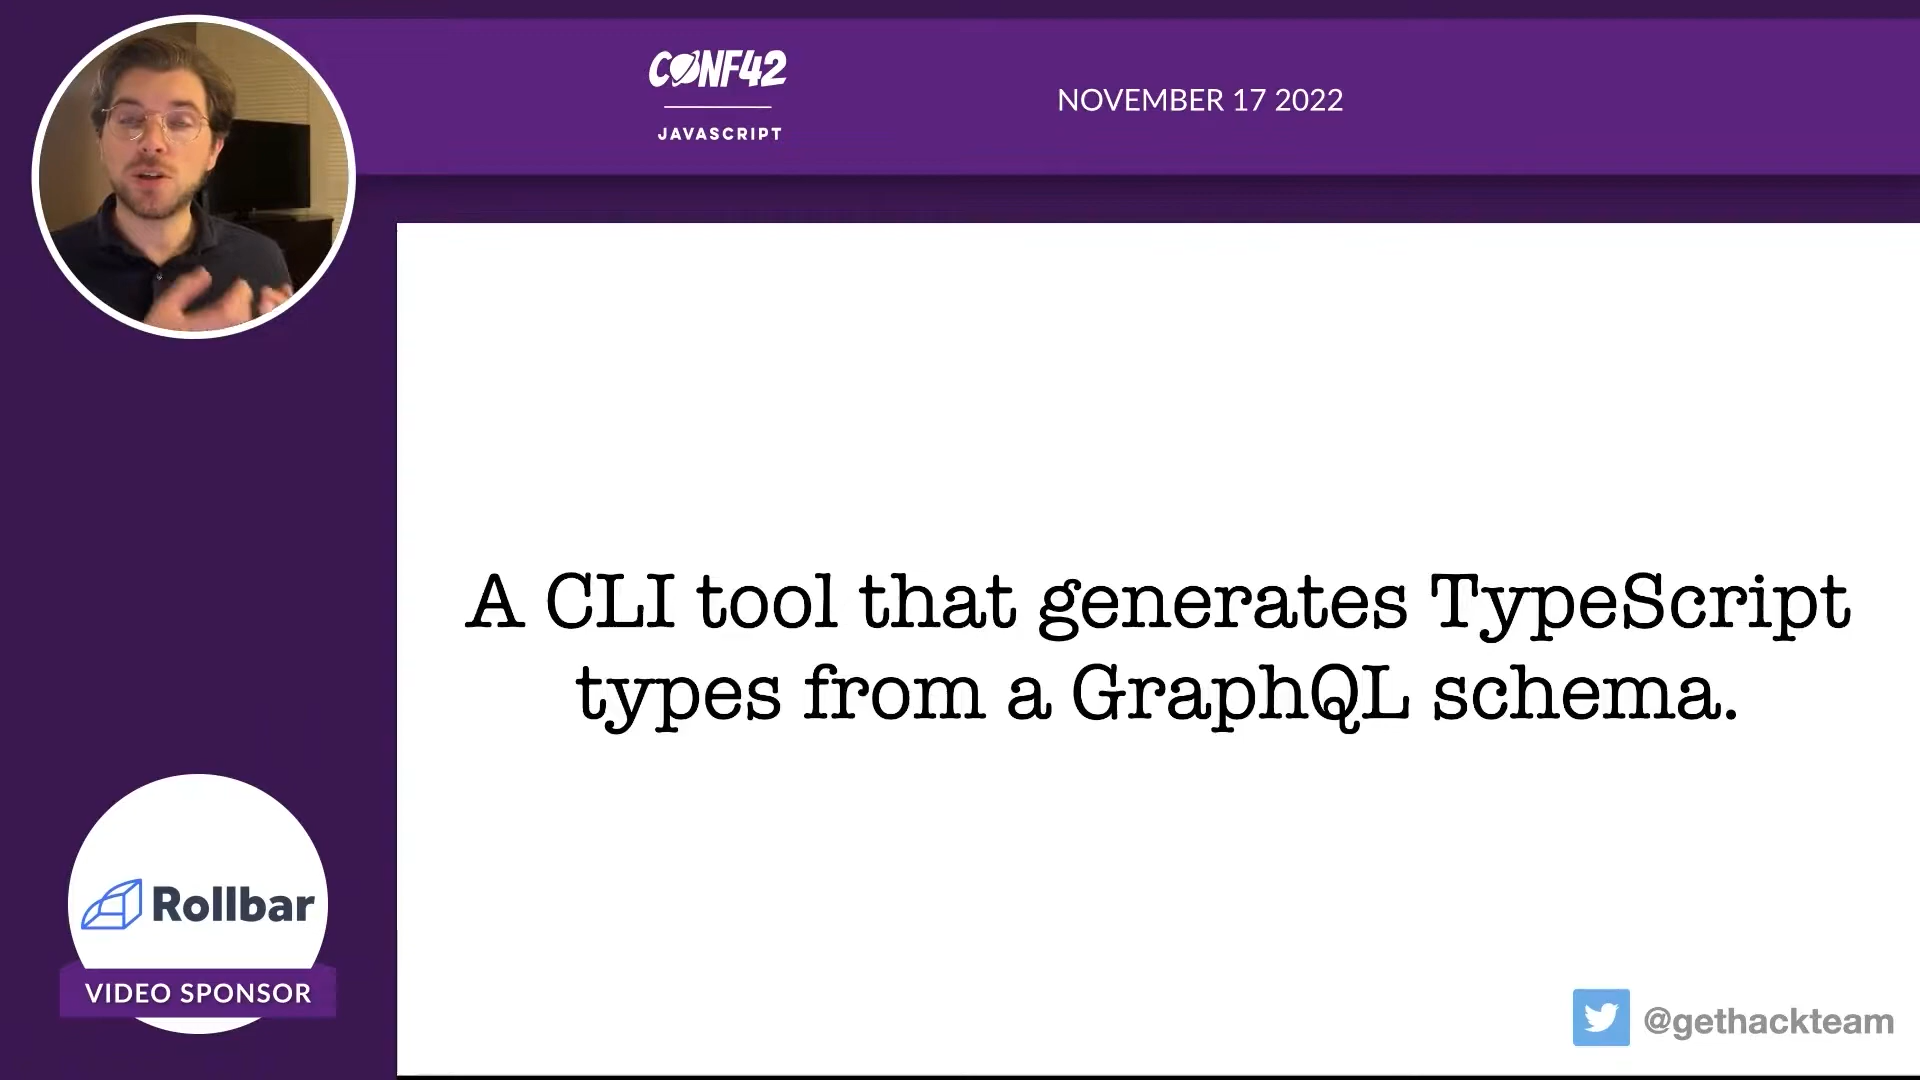 CONF42
JAVASCRIPT
NOVEMBER 17 2022
A CLI tool that generates TypeScript
types from a GraphQL schema.
Rollbar
VIDEO SPONSOR
@gethackteam